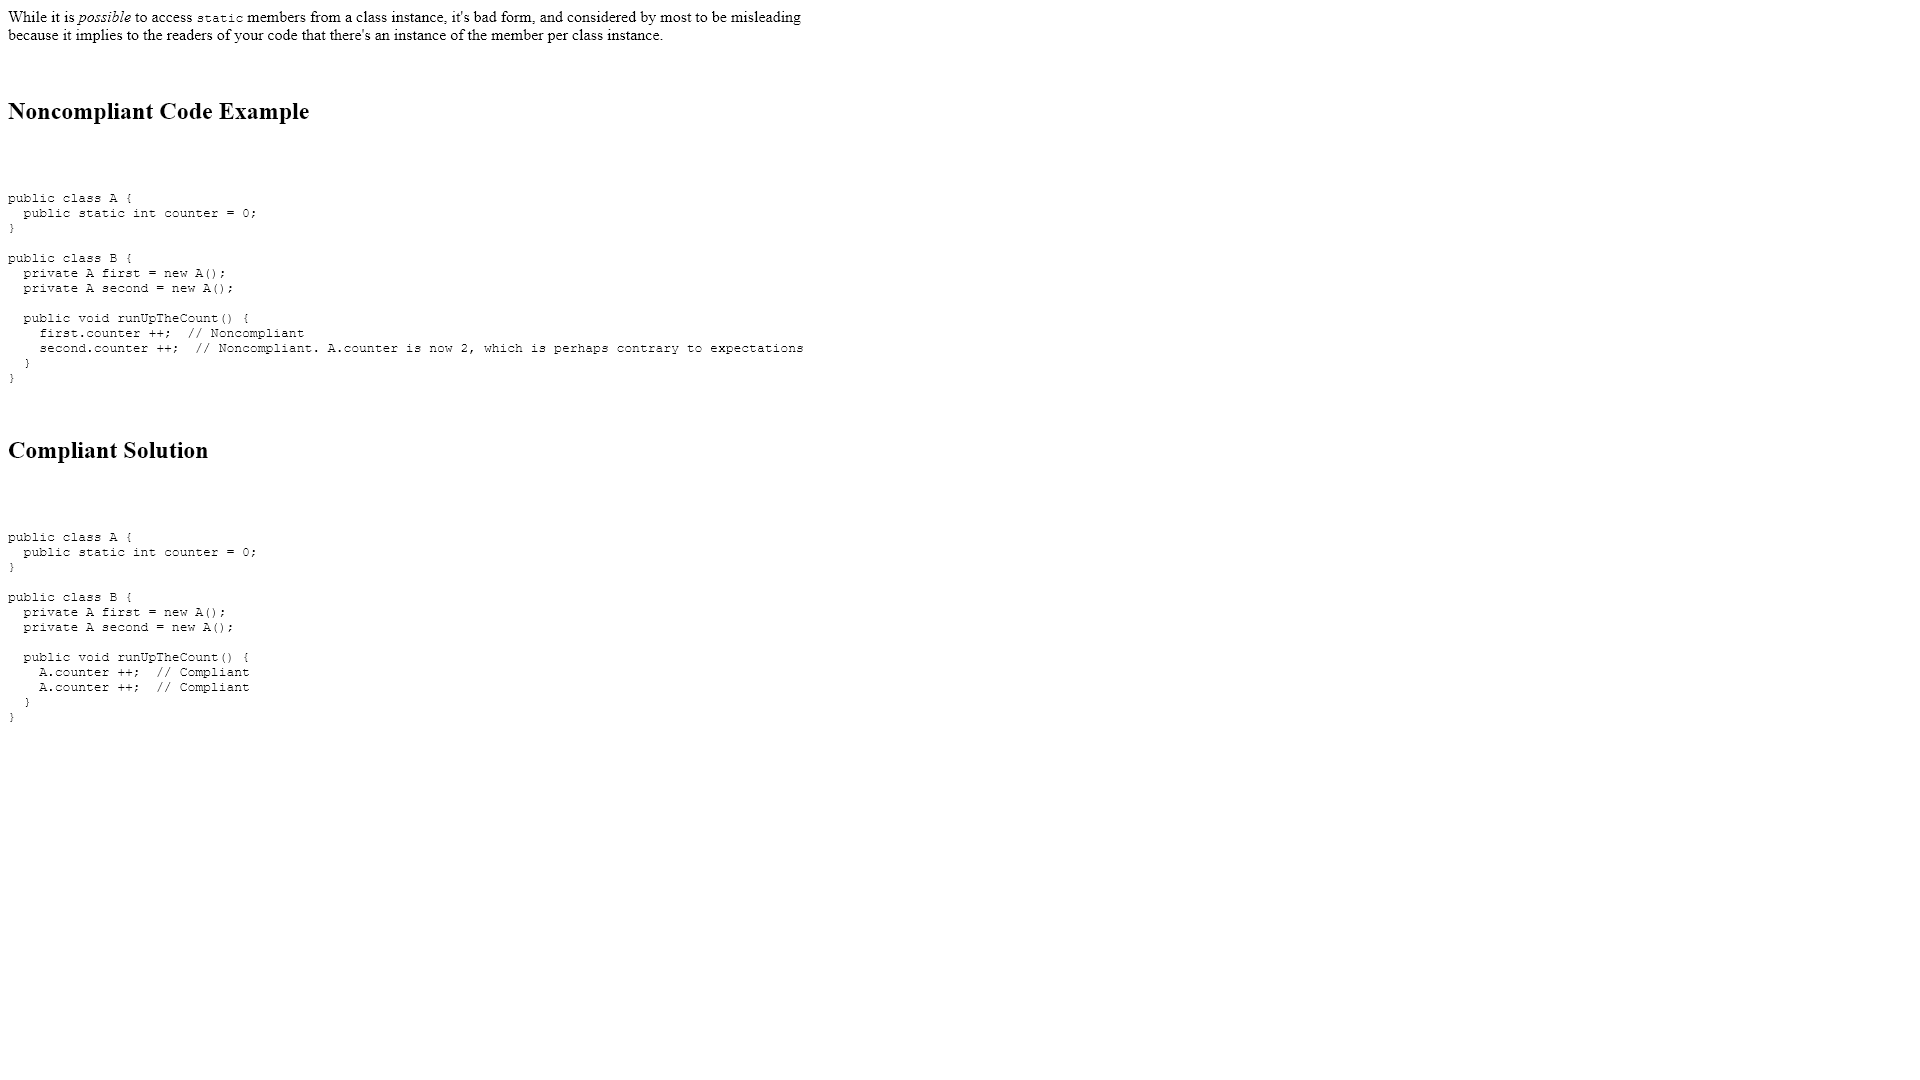 While it is possible to access static members from a class instance, it's bad form, and considered by most to be misleading
because it implies to the readers of your code that there's an instance of the member per class instance.
Noncompliant Code Example
public class A {
  public static int counter = 0;
}
public class B {
  private A first = new A();
  private A second = new A();
  public void runUpTheCount() {
    first.counter ++;  // Noncompliant
    second.counter ++;  // Noncompliant. A.counter is now 2, which is perhaps contrary to expectations
  }
}
Compliant Solution
public class A {
  public static int counter = 0;
}
public class B {
  private A first = new A();
  private A second = new A();
  public void runUpTheCount() {
    A.counter ++;  // Compliant
    A.counter ++;  // Compliant
  }
}